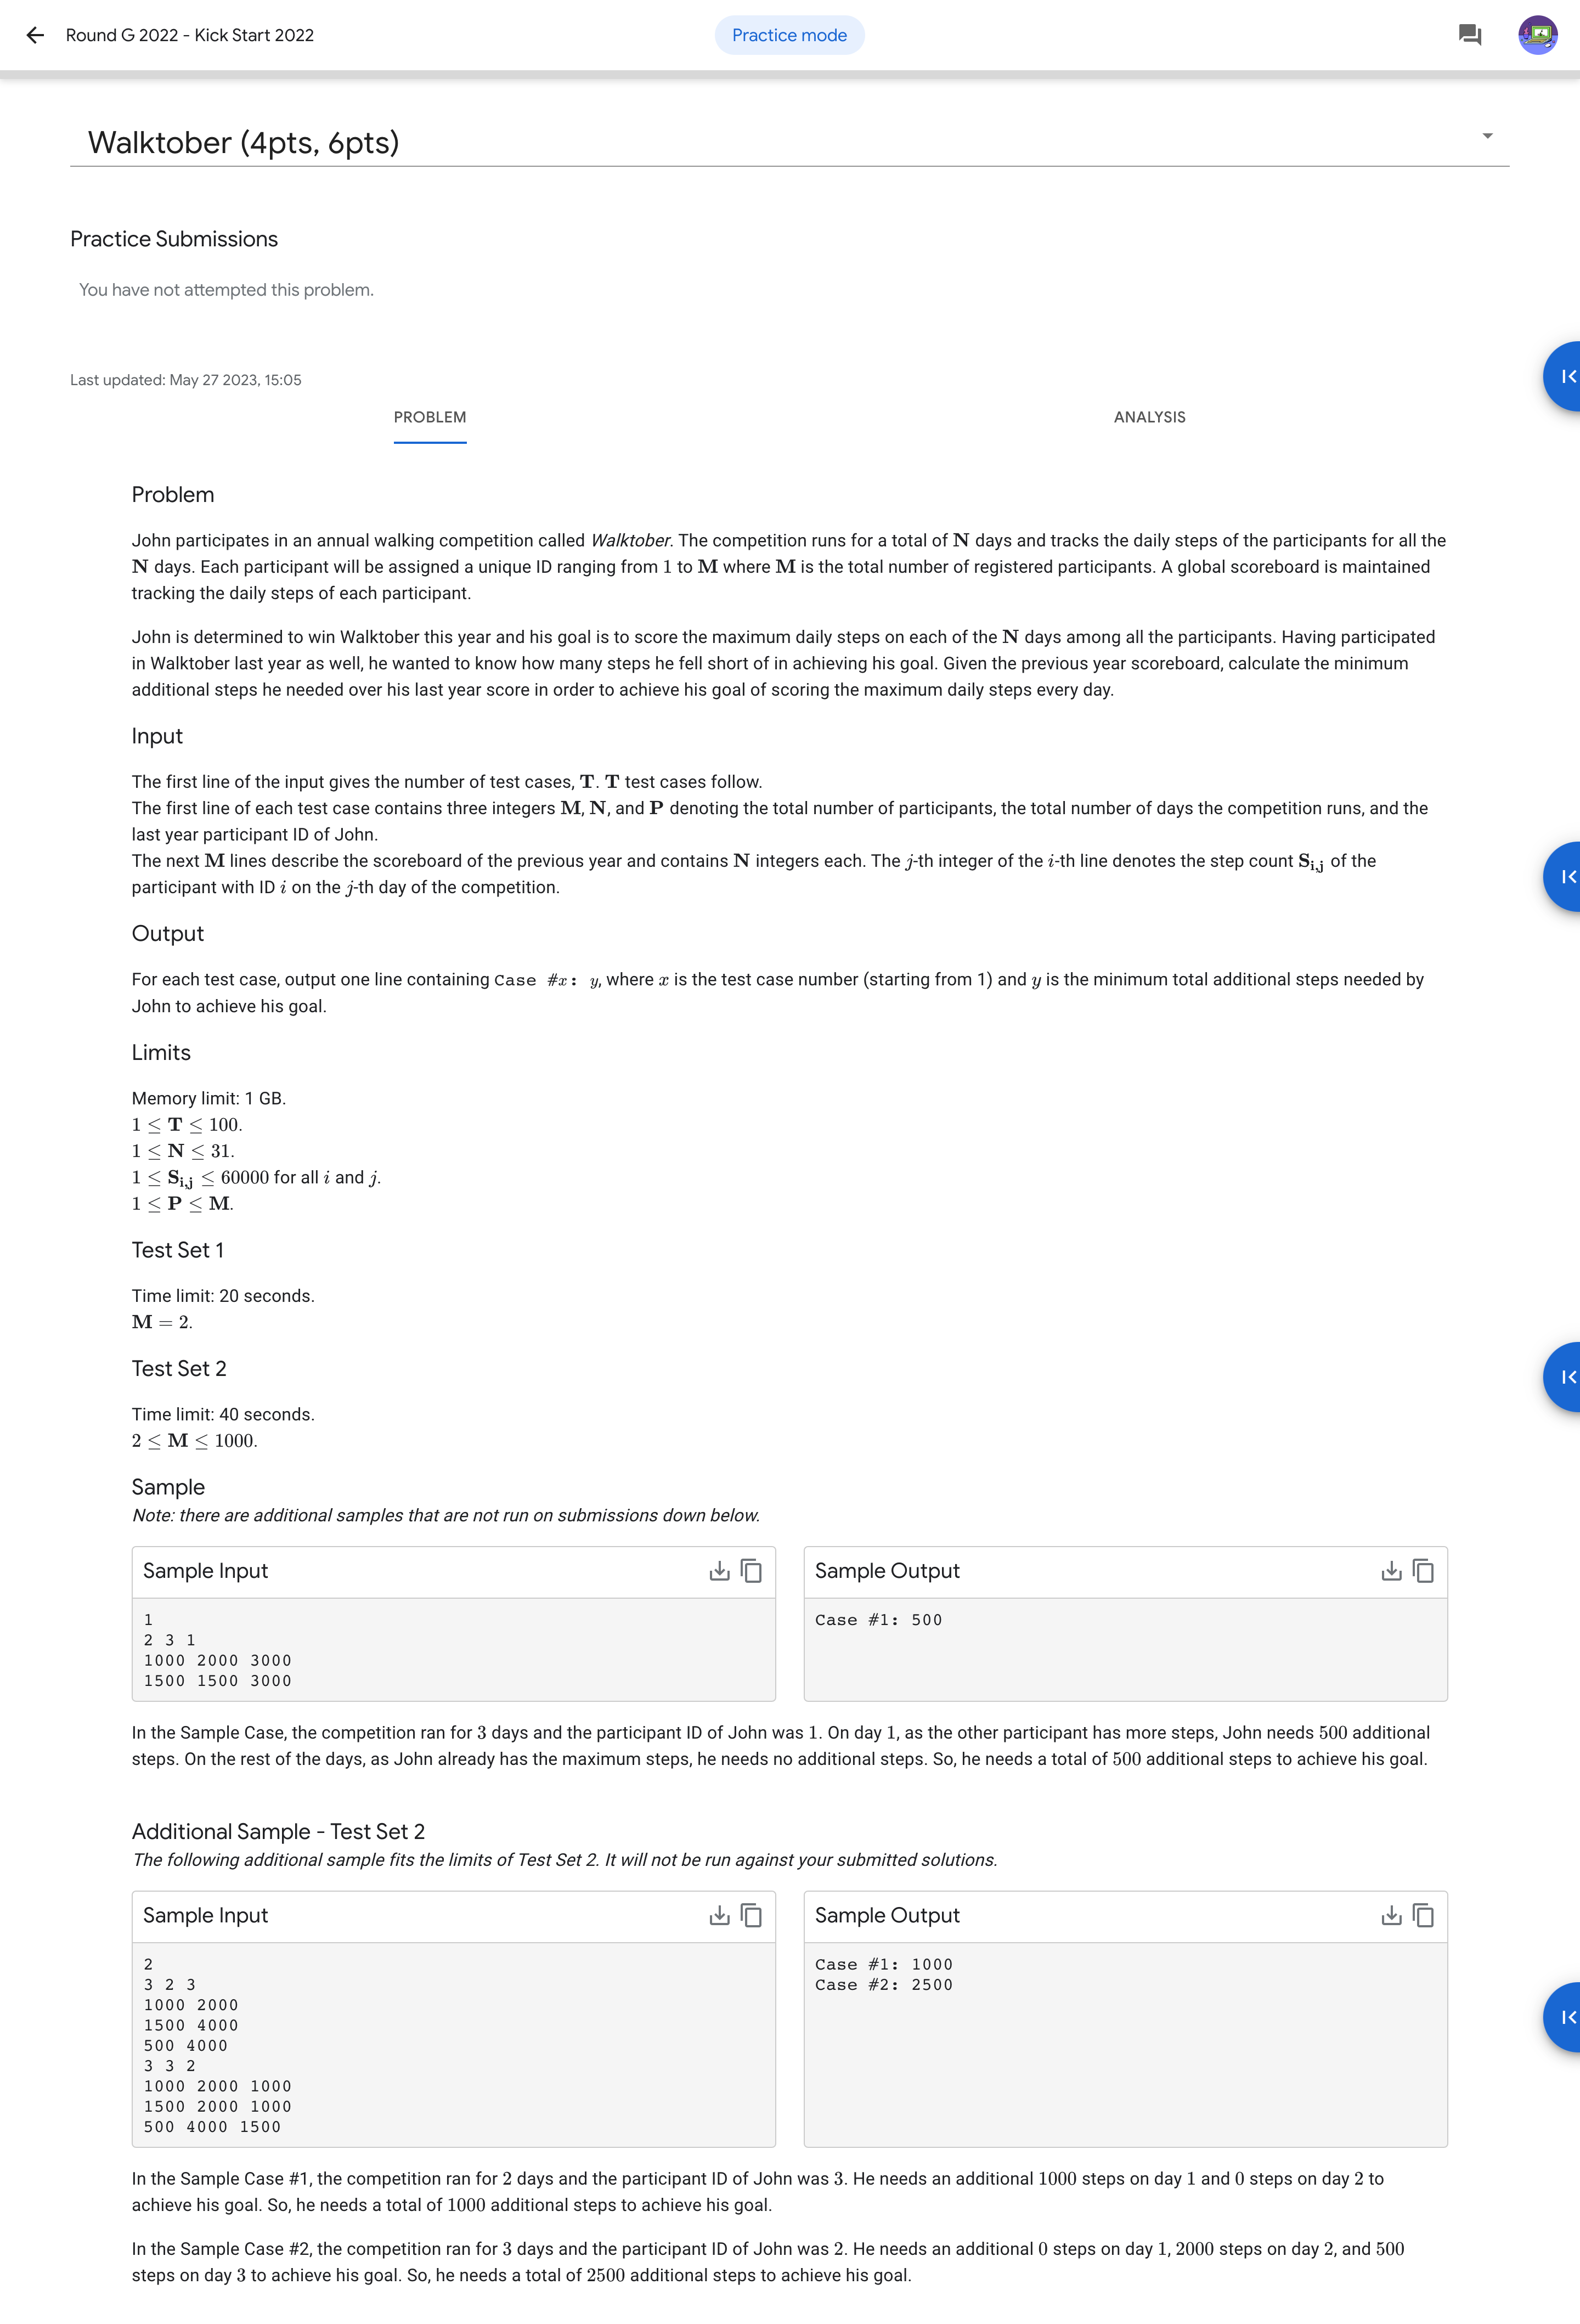 Round G 2022 - Kick Start 2022
Practice mode
Walktober (4pts, 6pts)
Practice Submissions
You have not attempted this problem.
Last updated: May 27 2023, 15:05
PROBLEM
ANALYSIS
Problem
John participates in an annual walking competition called Walktober. The competition runs for a total of N days and tracks the daily steps of the participants for all the
N days. Each participant will be assigned a unique ID ranging from 1 to M where M is the total number of registered participants. A global scoreboard is maintained
tracking the daily steps of each participant.
John is determined to win Walktober this year and his goal is to score the maximum daily steps on each of the N days among all the participants. Having participated
in Walktober last year as well, he wanted to know how many steps he fell short of in achieving his goal. Given the previous year scoreboard, calculate the minimum
additional steps he needed over his last year score in order to achieve his goal of scoring the maximum daily steps every day.
Input
The first line of the input gives the number of test cases, T. T test cases follow.
The first line of each test case contains three integers M, N, and P denoting the total number of participants, the total number of days the competition runs, and the
last year participant ID of John.
The next M lines describe the scoreboard of the previous year and contains N integers each. The j-th integer of the i-th line denotes the step count S_{i,j} of the
participant with ID i on the j-th day of the competition.
Output
For each test case, output one line containing Case #x: y, where x is the test case number (starting from 1) and y is the minimum total additional steps needed by
John to achieve his goal.
Limits
Memory limit: 1 GB.
1 ≤ T ≤ 100.
1 ≤ N ≤ 31.
1 ≤ S_{i,j} ≤ 60000 for all i and j.
1 ≤ P ≤ M.
Test Set 1
Time limit: 20 seconds.
M = 2.
Test Set 2
Time limit: 40 seconds.
2 ≤ M ≤ 1000.
Sample
Note: there are additional samples that are not run on submissions down below.
Sample Input
1
2 3 1
1000 2000 3000
1500 1500 3000
Sample Output
Case #1: 500
In the Sample Case, the competition ran for 3 days and the participant ID of John was 1. On day 1, as the other participant has more steps, John needs 500 additional
steps. On the rest of the days, as John already has the maximum steps, he needs no additional steps. So, he needs a total of 500 additional steps to achieve his goal.
Additional Sample - Test Set 2
The following additional sample fits the limits of Test Set 2. It will not be run against your submitted solutions.
Sample Input
2
3 2 3
1000 2000
1500 4000
500 4000
3 3 2
1000 2000 1000
1500 2000 1000
500 4000 1500
Sample Output
Case #1: 1000
Case #2: 2500
In the Sample Case #1, the competition ran for 2 days and the participant ID of John was 3. He needs an additional 1000 steps on day 1 and 0 steps on day 2 to
achieve his goal. So, he needs a total of 1000 additional steps to achieve his goal.
In the Sample Case #2, the competition ran for 3 days and the participant ID of John was 2. He needs an additional 0 steps on day 1, 2000 steps on day 2, and 500
steps on day 3 to achieve his goal. So, he needs a total of 2500 additional steps to achieve his goal.